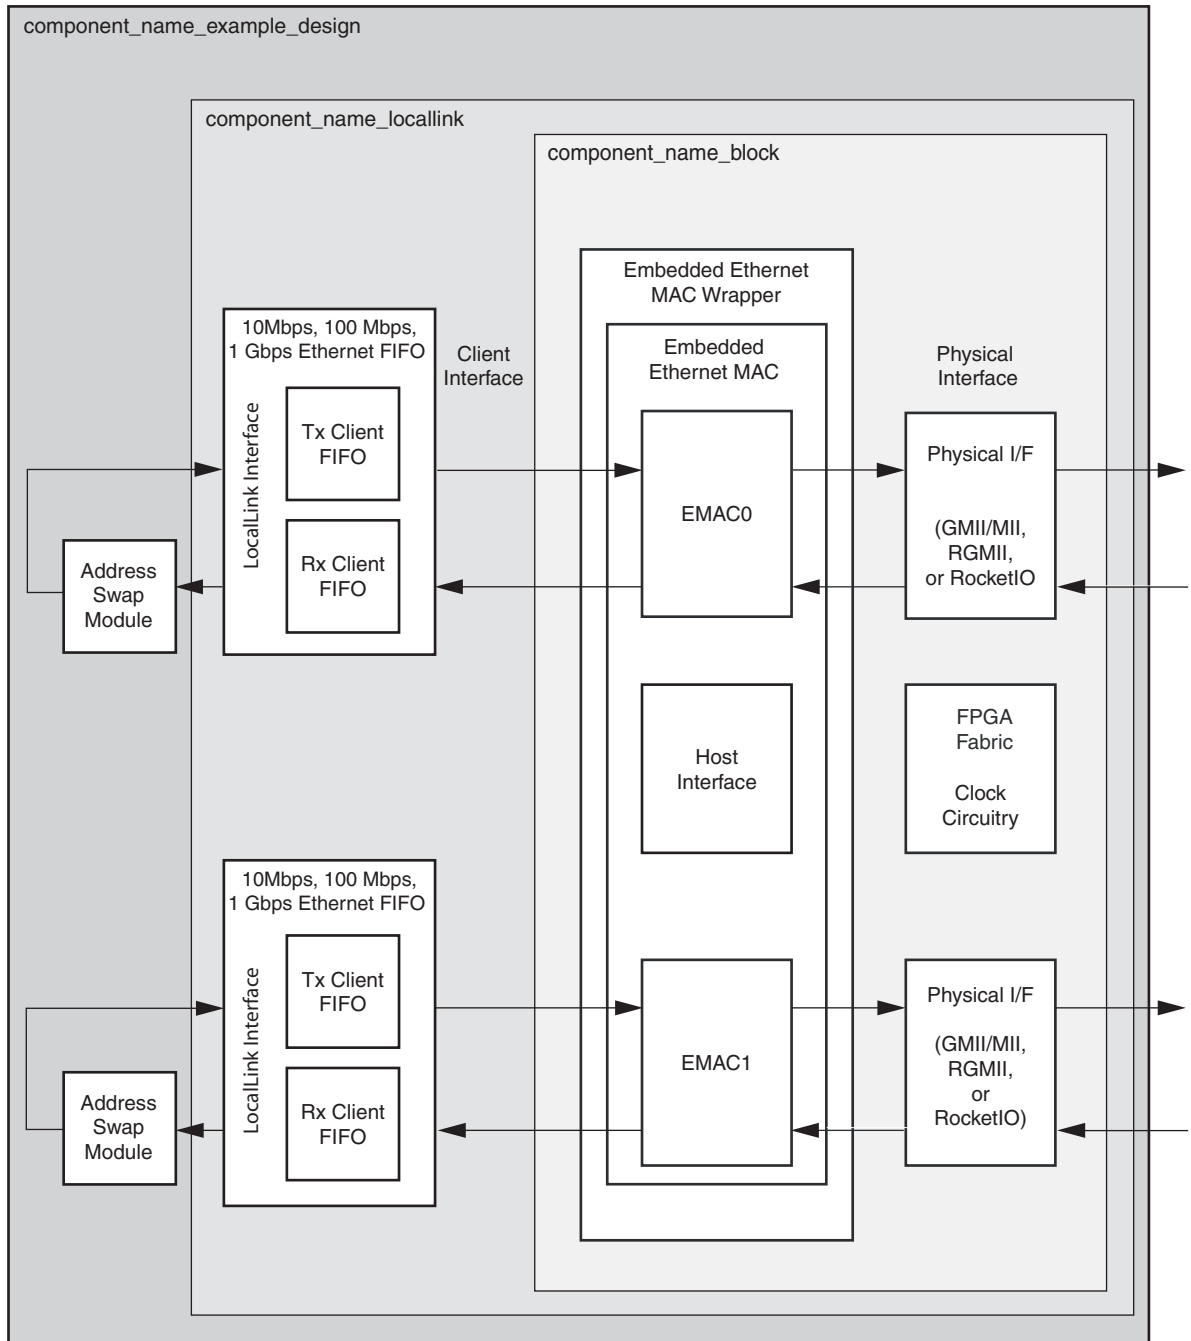 component_name_example_design
component_name_locallink
component_name_block
Embedded Ethernet
MAC Wrapper
10Mbps, 100 Mbps,
1 Gbps Ethernet FIFO
Client
Interface
Embedded
Ethernet MAC
Physical
Interface
LocalLink Interface
Tx Client
FIFO
Rx Client
FIFO
EMAC0
Physical I/F
(GMII/MII,
RGMII,
or RocketIO
Address
Swap
Module
Host
Interface
FPGA
Fabric
Clock
Circuitry
10Mbps, 100 Mbps,
1 Gbps Ethernet FIFO
LocalLink Interface
Tx Client
FIFO
Rx Client
FIFO
EMAC1
Physical I/F
(GMII/MII,
RGMII,
or
RocketIO)
Address
Swap
Module